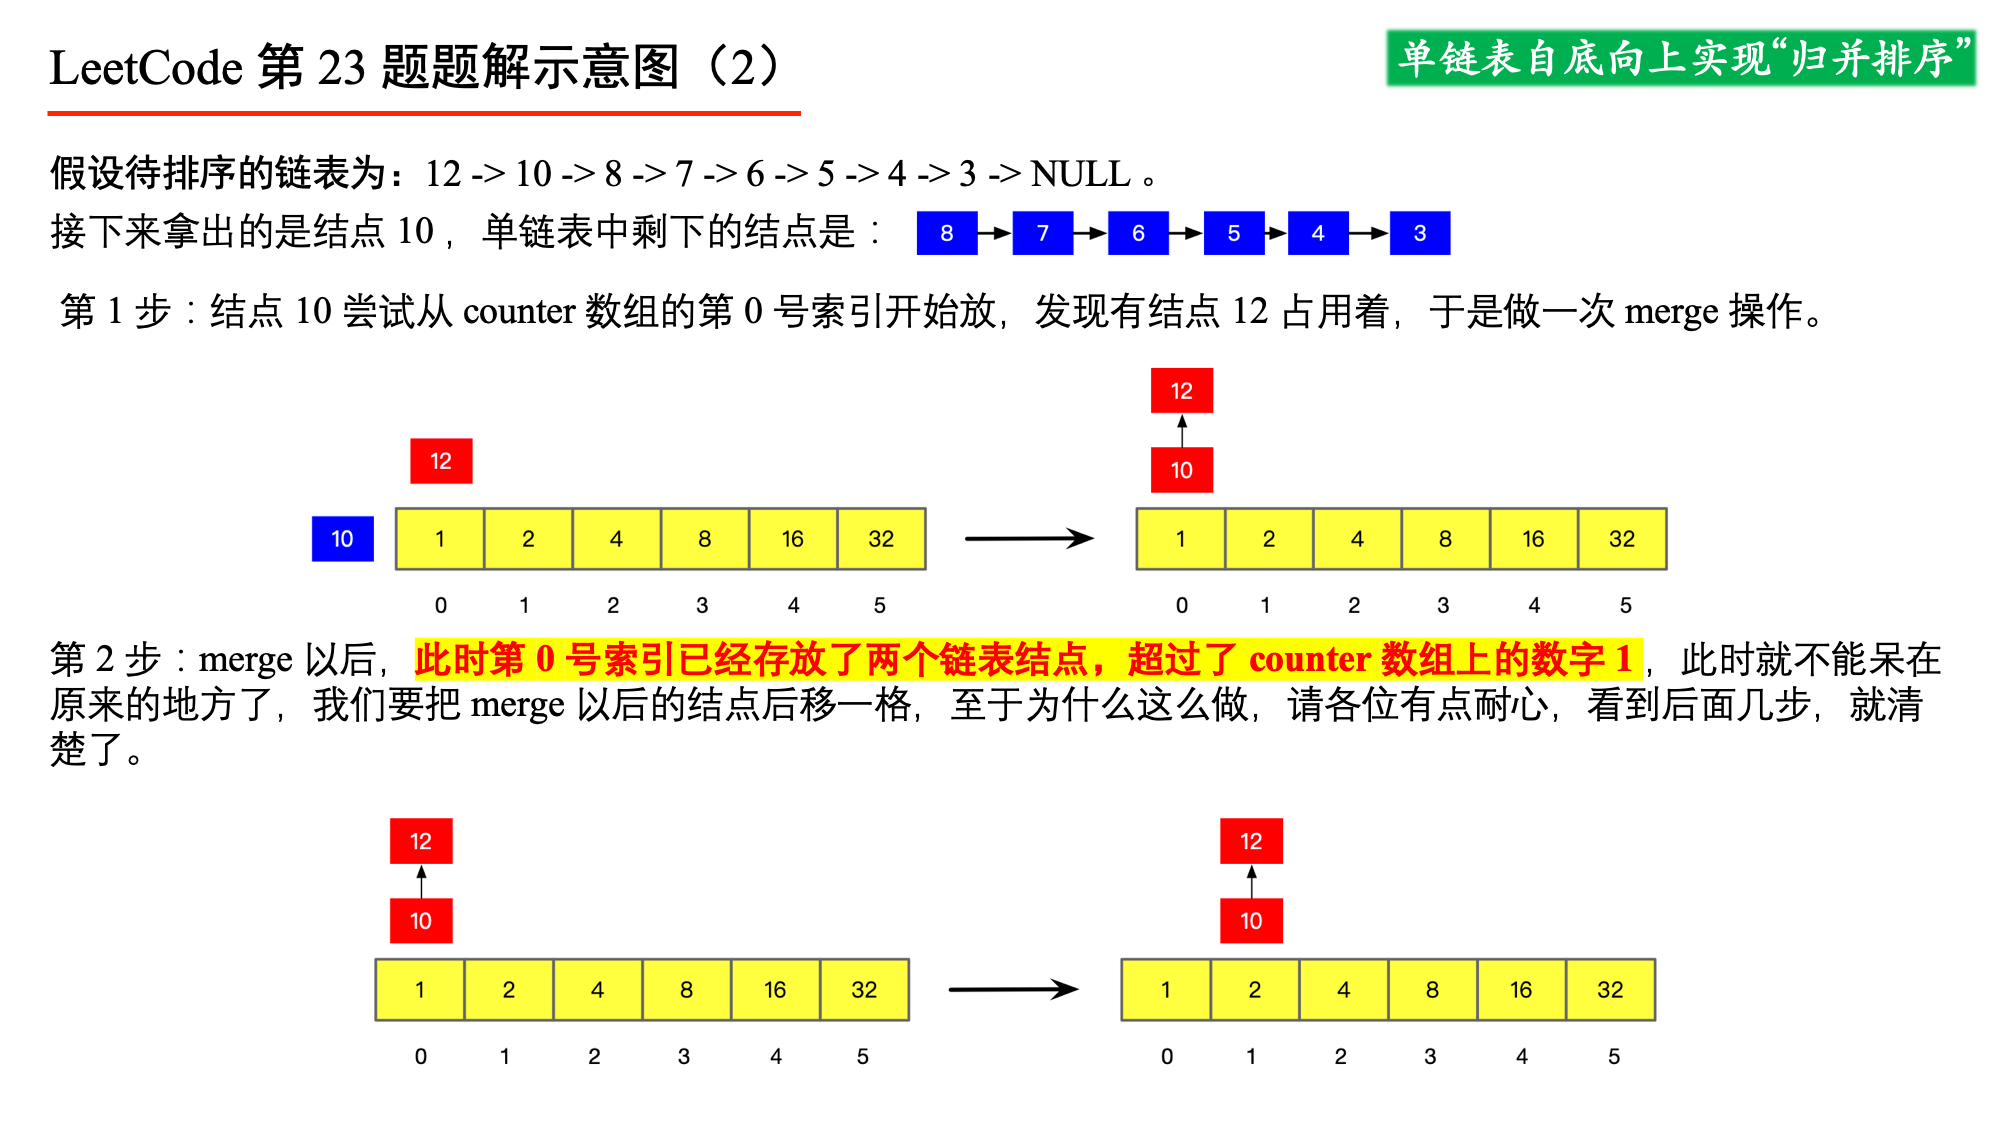 LeetCode 第 23 题题解示意图（2）
单链表自底向上实现“归并排序”
假设待排序的链表为：12 -> 10 -> 8 -> 7 -> 6 -> 5 -> 4 -> 3 -> NULL 。
接下来拿出的是结点 10 ，单链表中剩下的结点是：
8 7 6 5 4 3
第 1 步：结点 10 尝试从 counter 数组的第 0 号索引开始放，发现有结点 12 占用着，于是做一次 merge 操作。
12
12
10
10
1 2 4 8 16 32
1 2 4 8 16 32
0 1 2 3 4 5
0 1 2 3 4 5
第 2 步：merge 以后，此时第 0 号索引已经存放了两个链表结点，超过了 counter 数组上的数字 1 ，此时就不能呆在
原来的地方了，我们要把 merge 以后的结点后移一格，至于为什么这么做，请各位有点耐心，看到后面几步，就清
楚了。
12
12
10
10
1 2 4 8 16 32
1 2 4 8 16 32
0 1 2 3 4 5
0 1 2 3 4 5